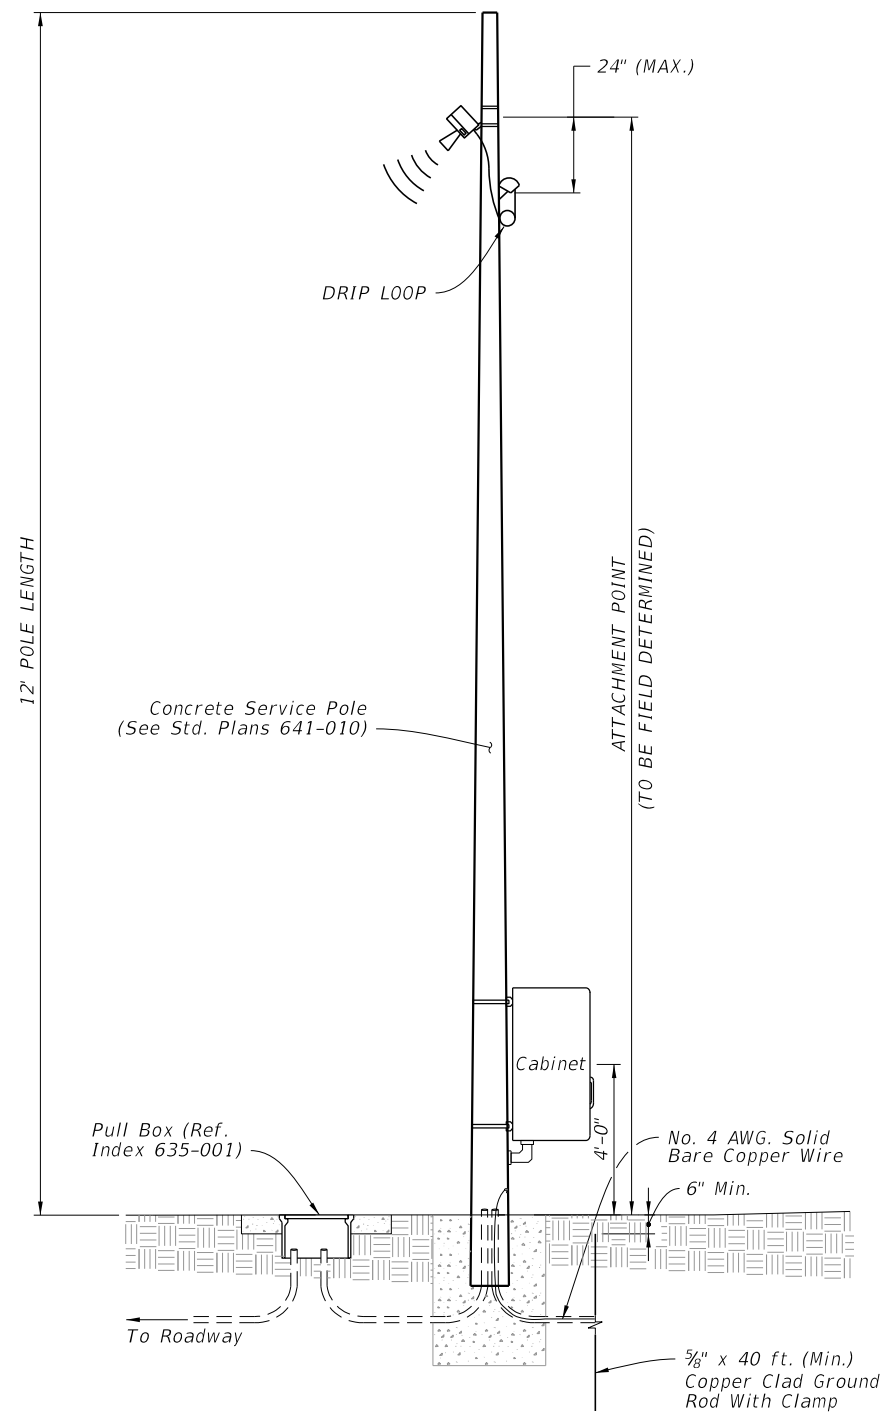 24" (MAX.)
DRIP LOOP
12' POLE LENGTH
ATTACHMENT POINT
(TO BE FIELD DETERMINED)
Concrete Service Pole
(See Std. Plans 641-010)
Cabinet
4'-0"
Pull Box (Ref.
Index 635-001)
No. 4 AWG. Solid
Bare Copper Wire
6" Min.
To Roadway
⅝" x 40 ft. (Min.)
Copper Clad Ground
Rod With Clamp